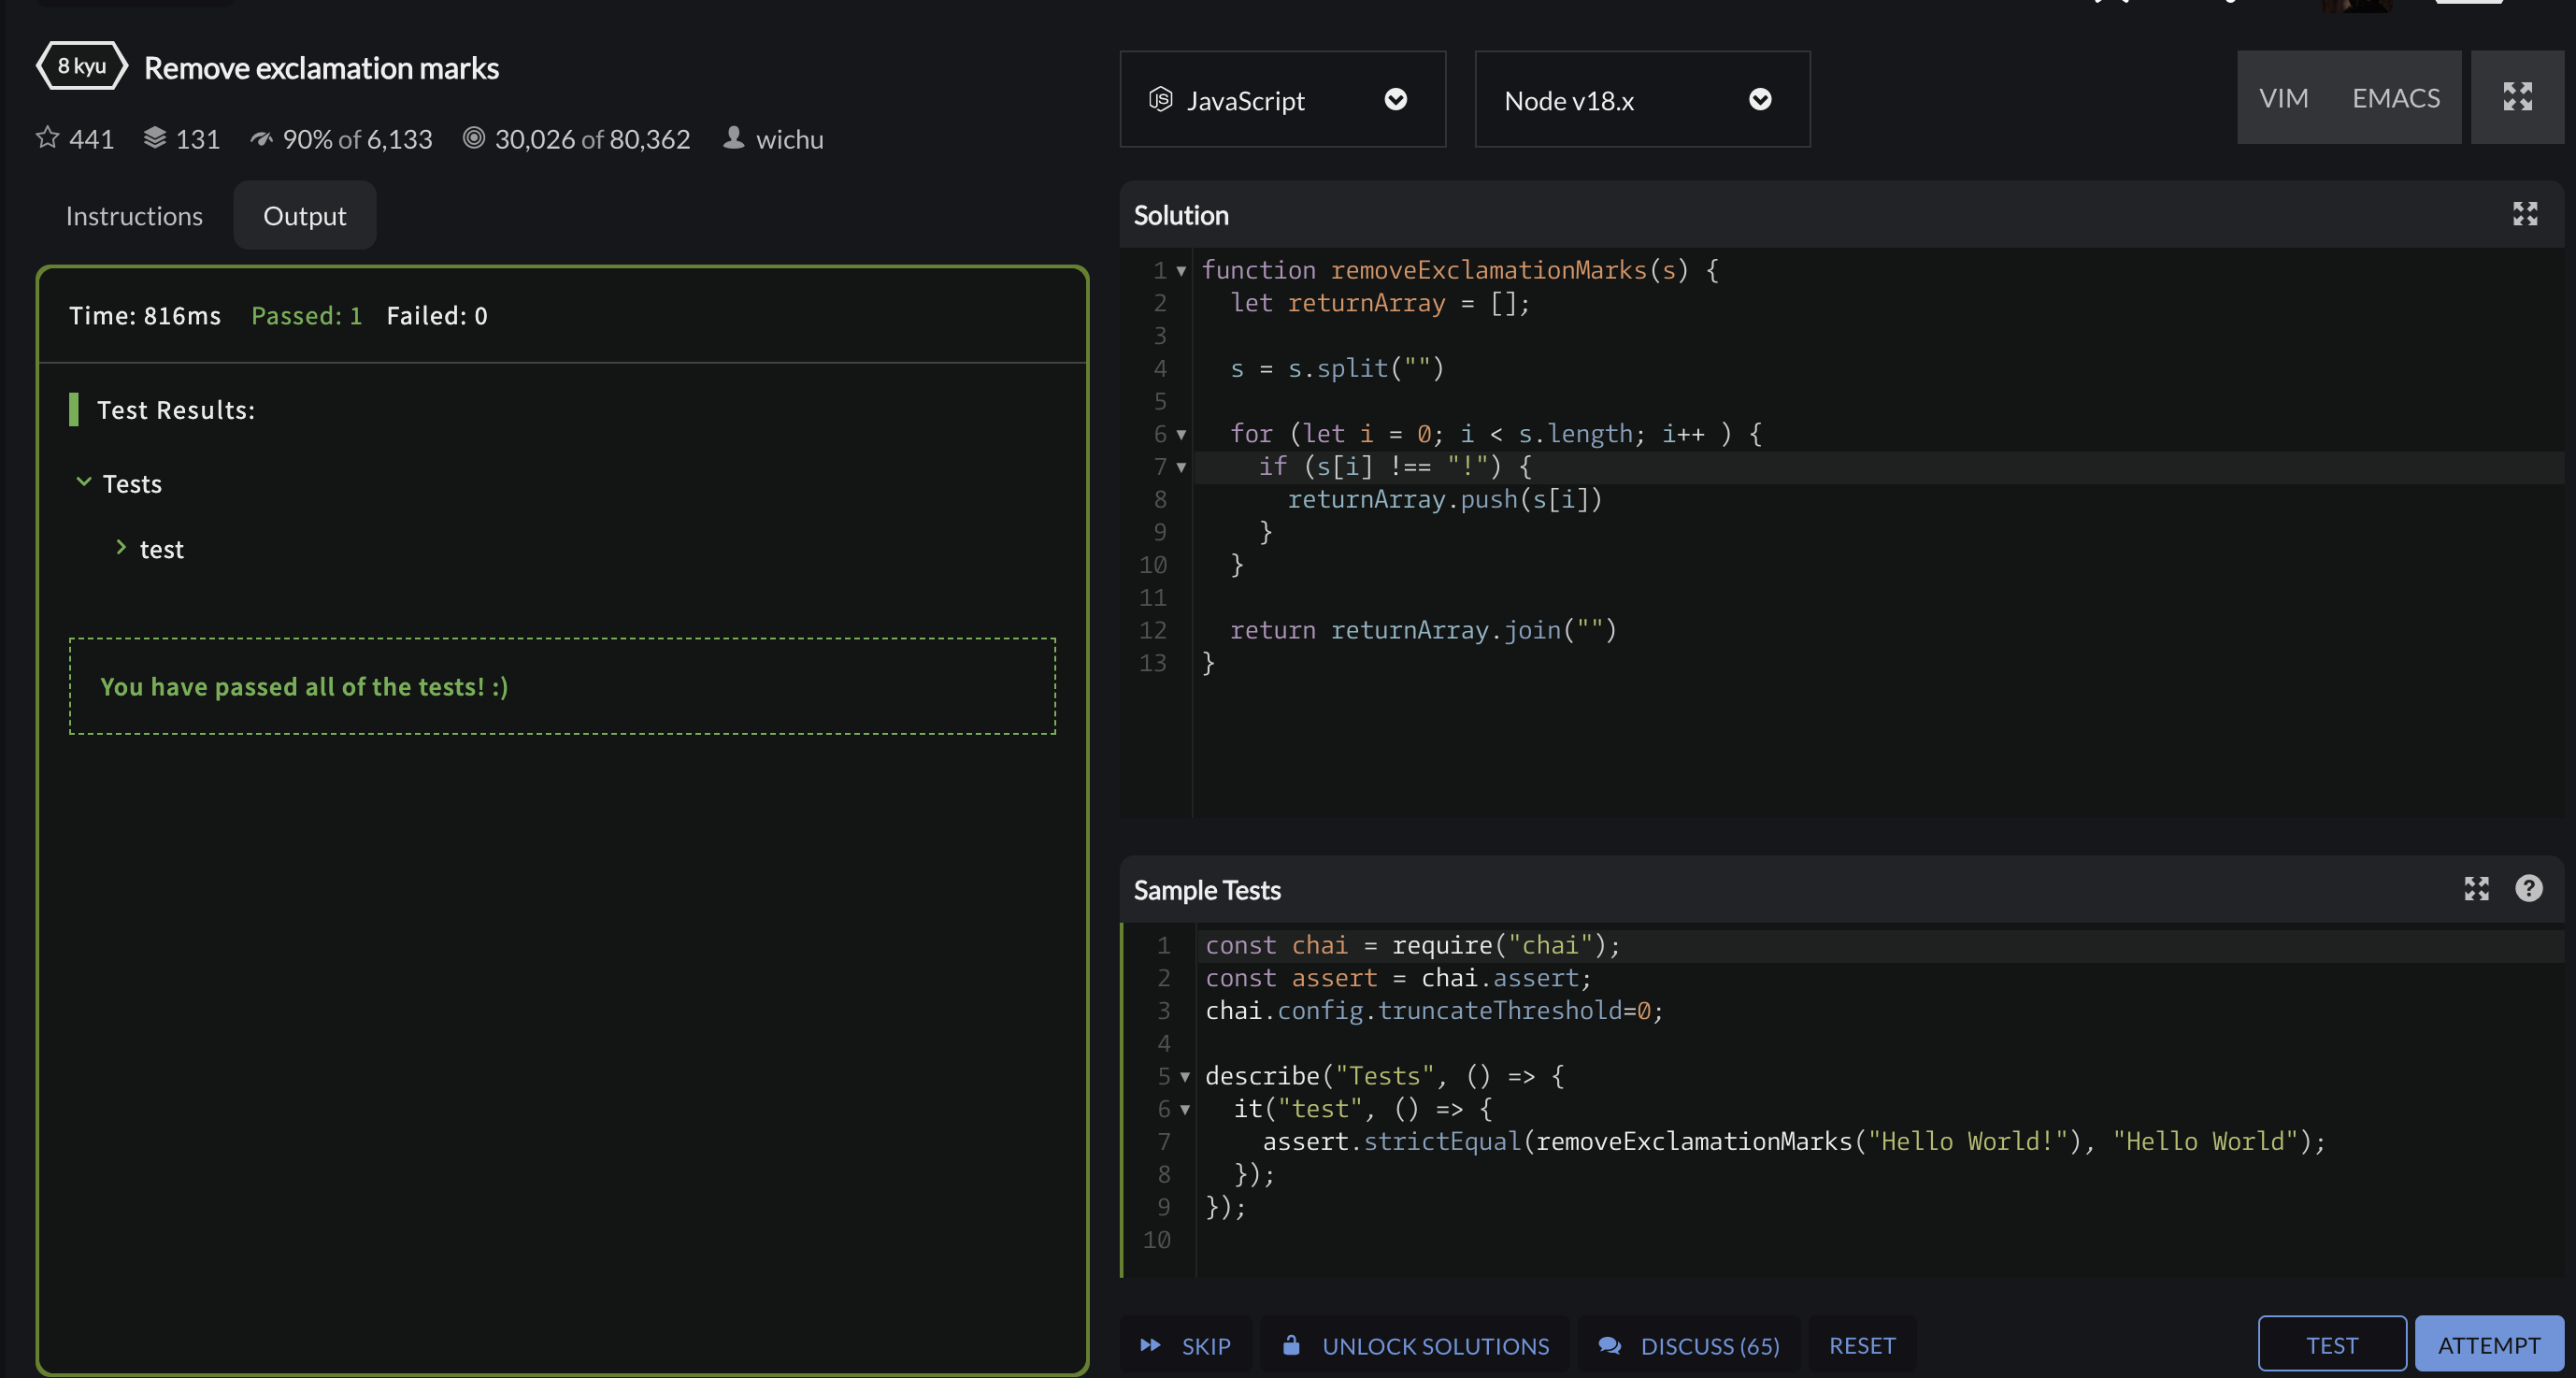 8 kyu Remove exclamation marks
441 131 90% of 6,133 30,026 of 80,362 wichu
Instructions Output
Time: 816ms Passed: 1 Failed: 0
Test Results:
Tests
test
You have passed all of the tests! :)
JavaScript Node v18.x VIM EMACS
Solution
1 function removeExclamationMarks(s) {
2 let returnArray = [];
3
4 s = s.split("")
5
6 for (let i = 0; i < s.length; i++ ) {
7 if (s[i] !== "!") {
8 returnArray.push(s[i])
9 }
10 }
11
12 return returnArray.join("")
13 }
Sample Tests
1 const chai = require("chai");
2 const assert = chai.assert;
3 chai.config.truncateThreshold=0;
4
5 describe("Tests", () => {
6 it("test", () => {
7 assert.strictEqual(removeExclamationMarks("Hello World!"), "Hello World");
8 });
9 });
10
SKIP UNLOCK SOLUTIONS DISCUSS (65) RESET TEST ATTEMPT